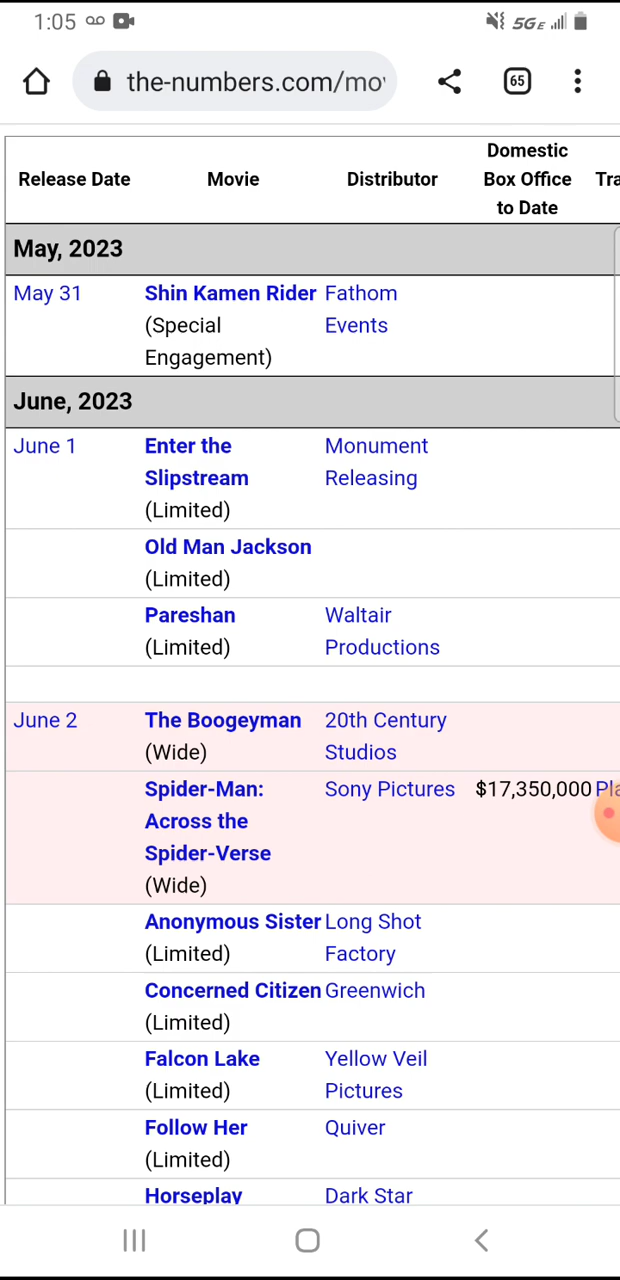 1:05
5GE
the-numbers.com/mo
65
Domestic
Release Date Movie Distributor Box Office Tra
to Date
May, 2023
May 31 Shin Kamen Rider Fathom
(Special Events
Engagement)
June, 2023
June 1 Enter the Monument
Slipstream Releasing
(Limited)
Old Man Jackson
(Limited)
Pareshan Waltair
(Limited) Productions
June 2 The Boogeyman 20th Century
(Wide) Studios
Spider-Man: Sony Pictures $17,350,000 Pla
Across the
Spider-Verse
(Wide)
Anonymous Sister Long Shot
(Limited) Factory
Concerned Citizen Greenwich
(Limited)
Falcon Lake Yellow Veil
(Limited) Pictures
Follow Her Quiver
(Limited)
Horseplay Dark Star